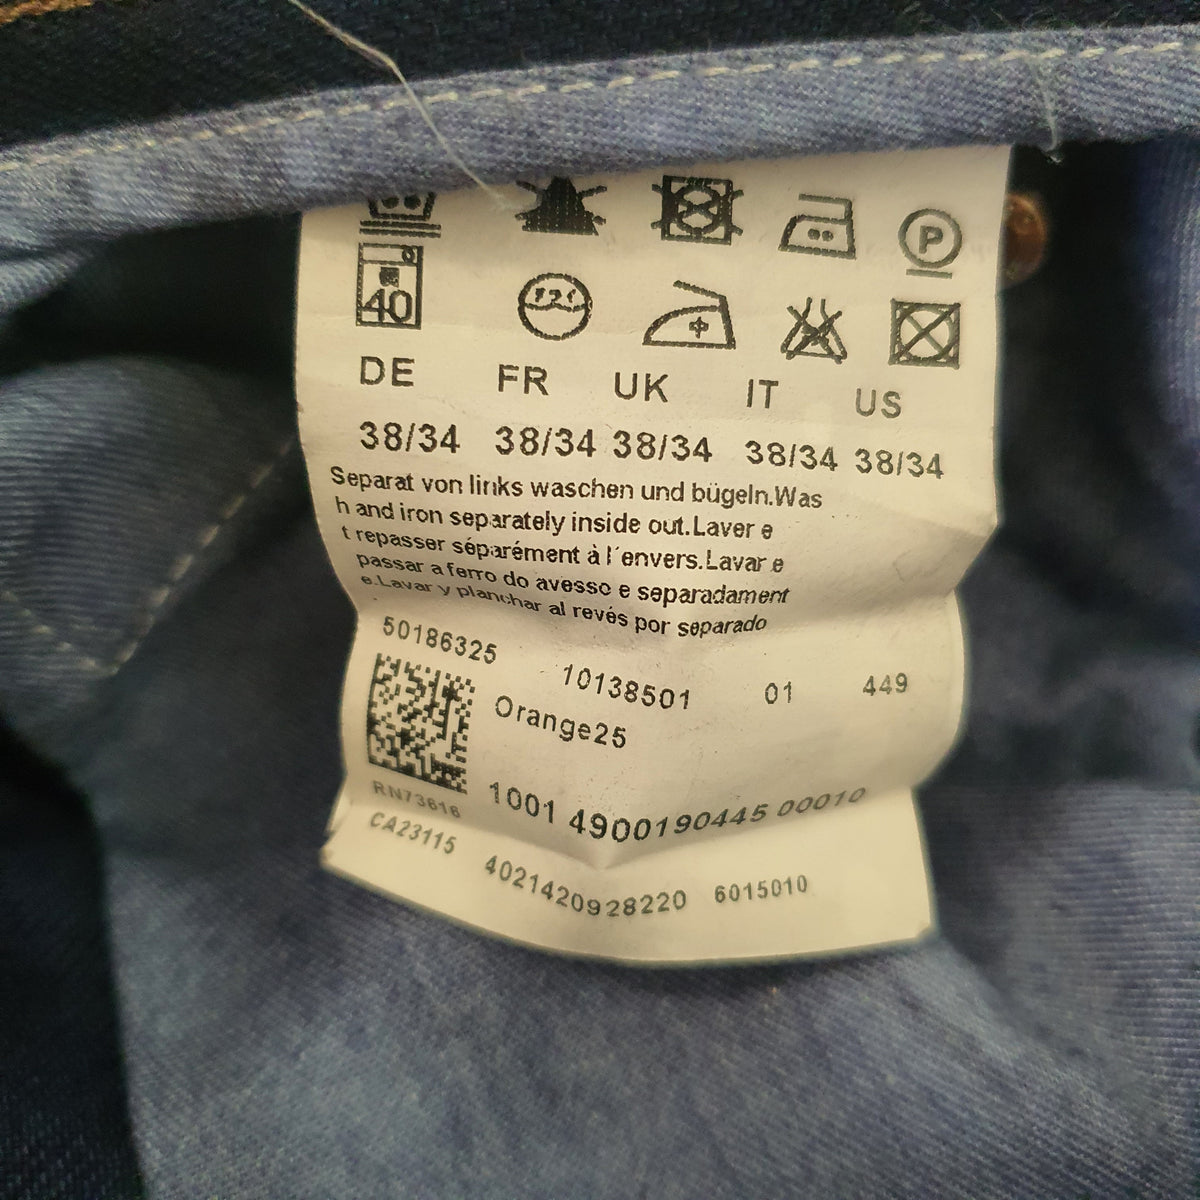 P
40
DE FR UK IT US
38/34 38/34 38/34 38/34 38/34
Separat von links waschen und bügeln.Was
h and iron separately inside out.Laver e
t repasser séparément à l´envers.Lavar e
passar a ferro do avesso e separadament
e.Lavar y planchar al revés por separado
50186325 10138501 01 449
Orange25
1001 4900190445 00010
RN73616
CA23115 4021420928220 6015010